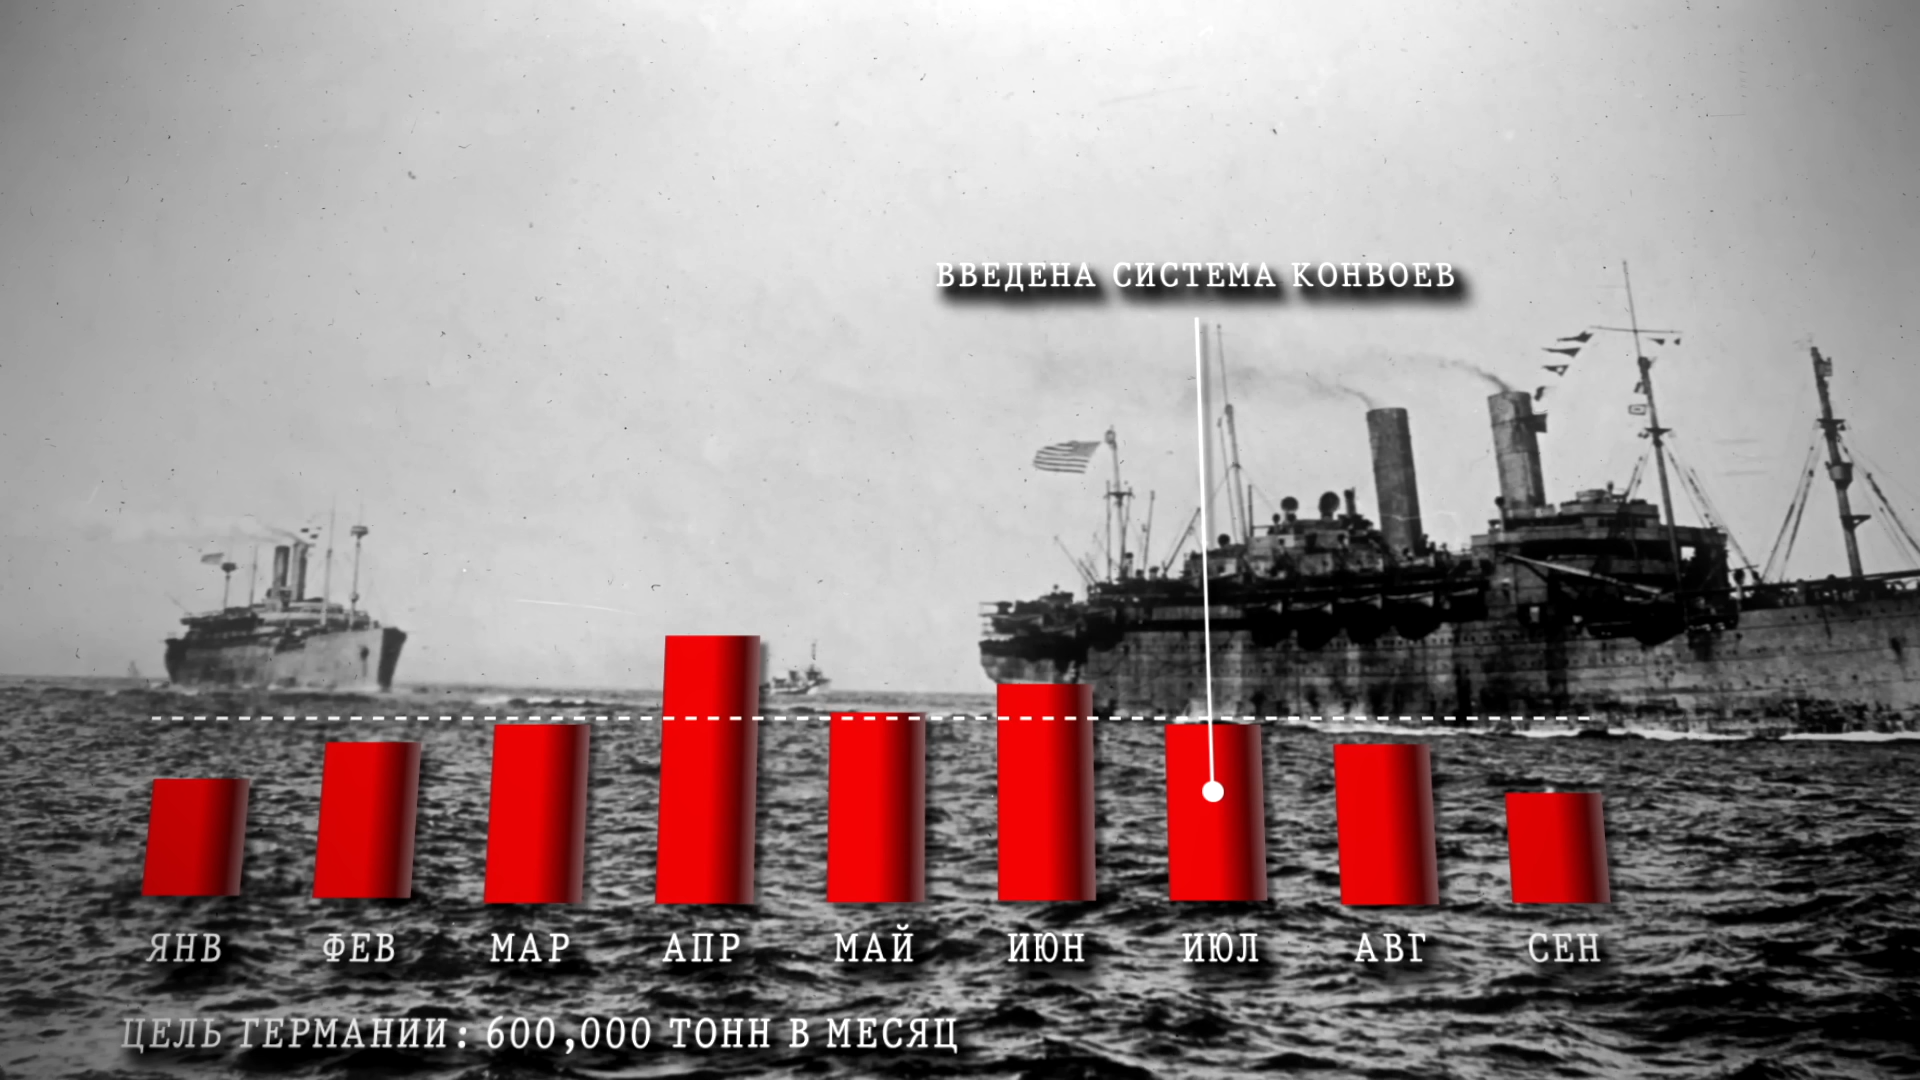 ВВЕДЕНА СИСТЕМА КОНВОЕВ
ЯНВ ФЕВ МАР АПР МАЙ ИЮН ИЮЛ АВГ СЕН
ЦЕЛЬ ГЕРМАНИИ: 600,000 ТОНН В МЕСЯЦ